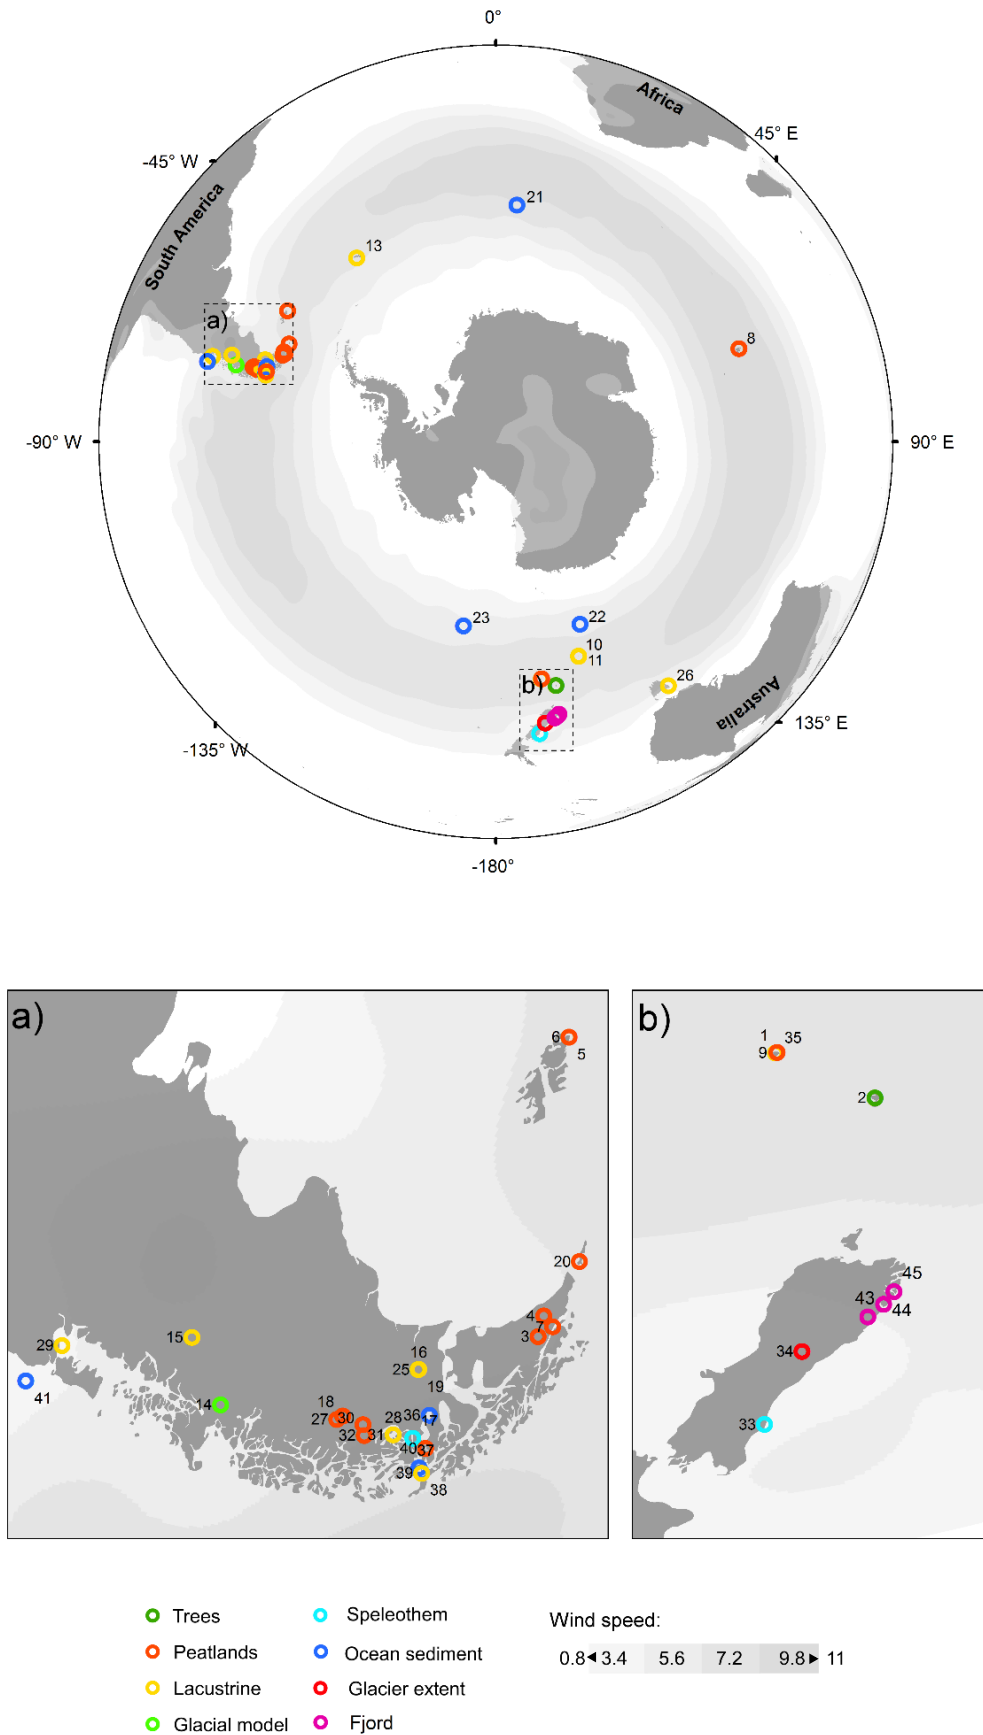 0°
Africa
45° E
-45° W
South America
21
13
a)
8
-90° W
90° E
23
22
10
11
b)
26
Australia
135° E
-135° W
-180°
a)
6
5
20
4
7
3
29
15
16
25
19
41
14
18
27
30
32
31
28
36
17
40
37
39
38
b)
1
35
9
2
45
43
44
34
33
Trees
Peatlands
Lacustrine
Glacial model
Speleothem
Ocean sediment
Glacier extent
Fjord
Wind speed:
0.8 3.4 5.6 7.2 9.8 11